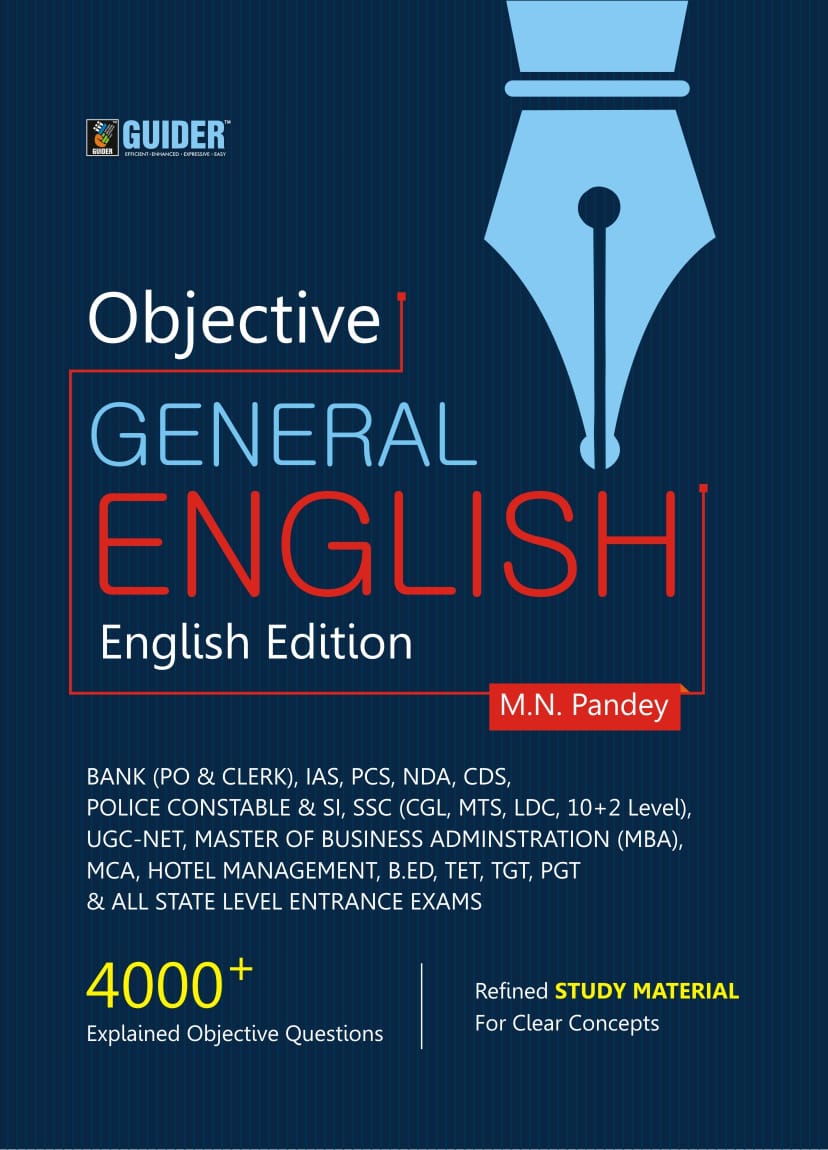 GUIDER
GUIDER™
EFFICIENT • ENHANCED • EXPRESSIVE • EASY
Objective
GENERAL
ENGLISH
English Edition
M.N. Pandey
BANK (PO & CLERK), IAS, PCS, NDA, CDS,
POLICE CONSTABLE & SI, SSC (CGL, MTS, LDC, 10+2 Level),
UGC-NET, MASTER OF BUSINESS ADMINSTRATION (MBA),
MCA, HOTEL MANAGEMENT, B.ED, TET, TGT, PGT
& ALL STATE LEVEL ENTRANCE EXAMS
4000+
Explained Objective Questions
Refined STUDY MATERIAL
For Clear Concepts